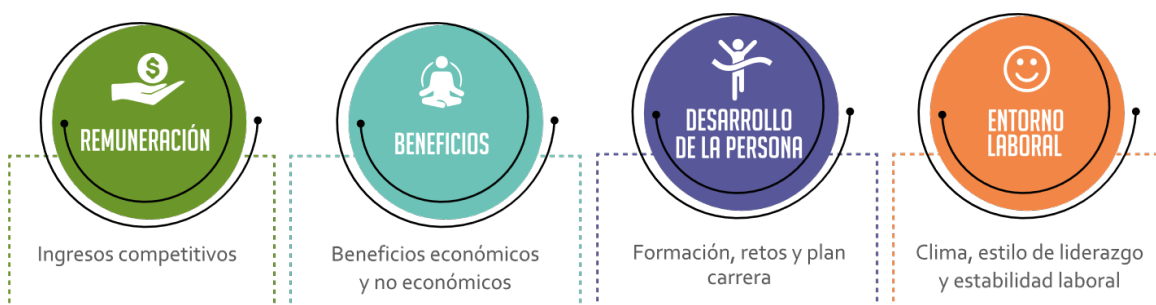 REMUNERACIÓN
Ingresos competitivos
BENEFICIOS
Beneficios económicos
y no económicos
DESARROLLO
DE LA PERSONA
Formación, retos y plan
carrera
ENTORNO
LABORAL
Clima, estilo de liderazgo
y estabilidad laboral